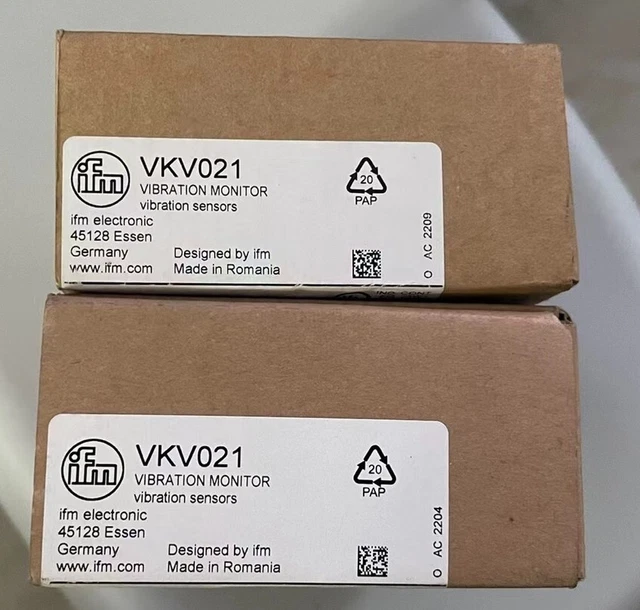 ifm
VKV021
VIBRATION MONITOR
vibration sensors
ifm electronic
45128 Essen
Germany
www.ifm.com
Designed by ifm
Made in Romania
20
PAP
O AC 2209
ifm
VKV021
VIBRATION MONITOR
vibration sensors
ifm electronic
45128 Essen
Germany
www.ifm.com
Designed by ifm
Made in Romania
20
PAP
O AC 2204